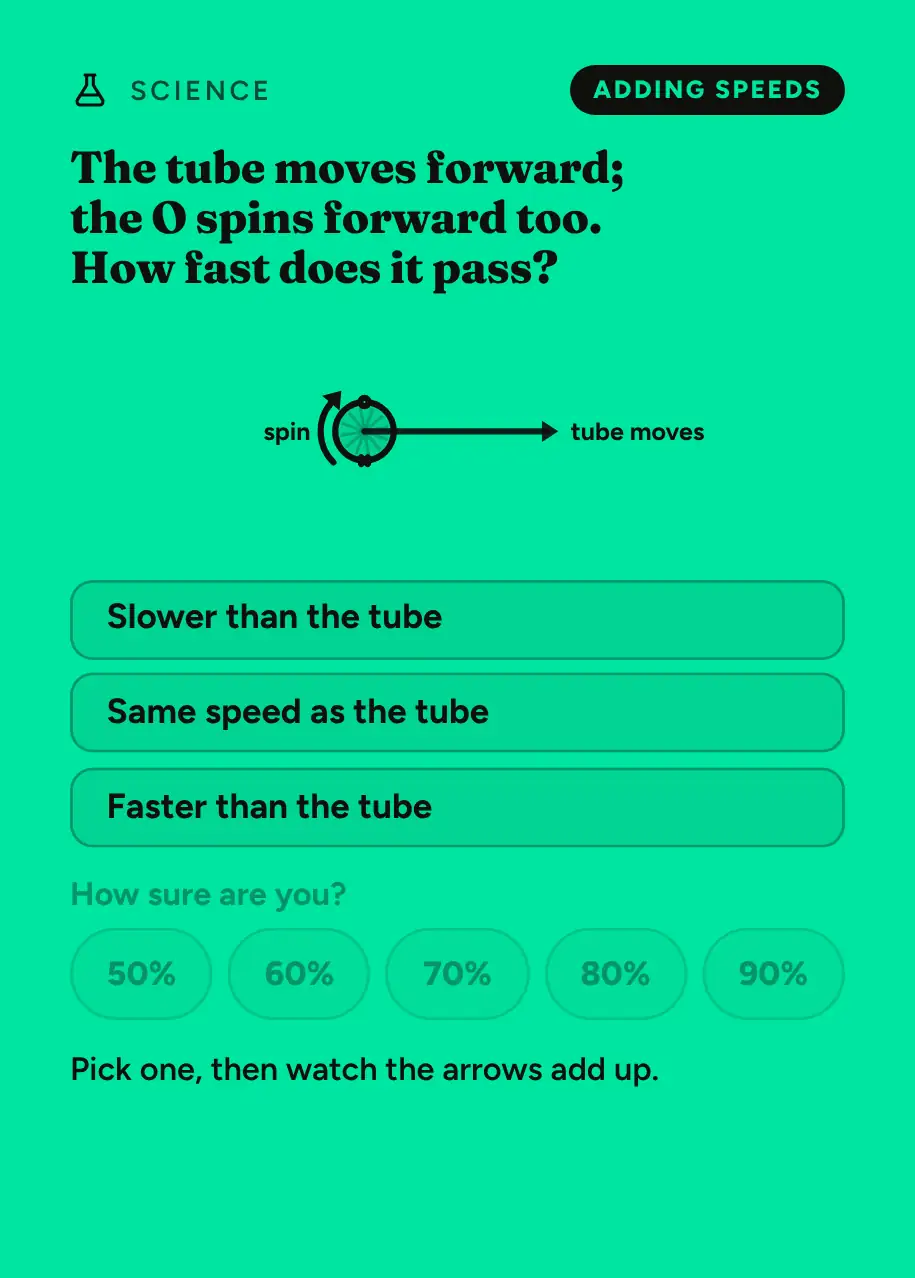 SCIENCE
ADDING SPEEDS
The tube moves forward;
the O spins forward too.
How fast does it pass?
spin
tube moves
Slower than the tube
Same speed as the tube
Faster than the tube
How sure are you?
50%
60%
70%
80%
90%
Pick one, then watch the arrows add up.